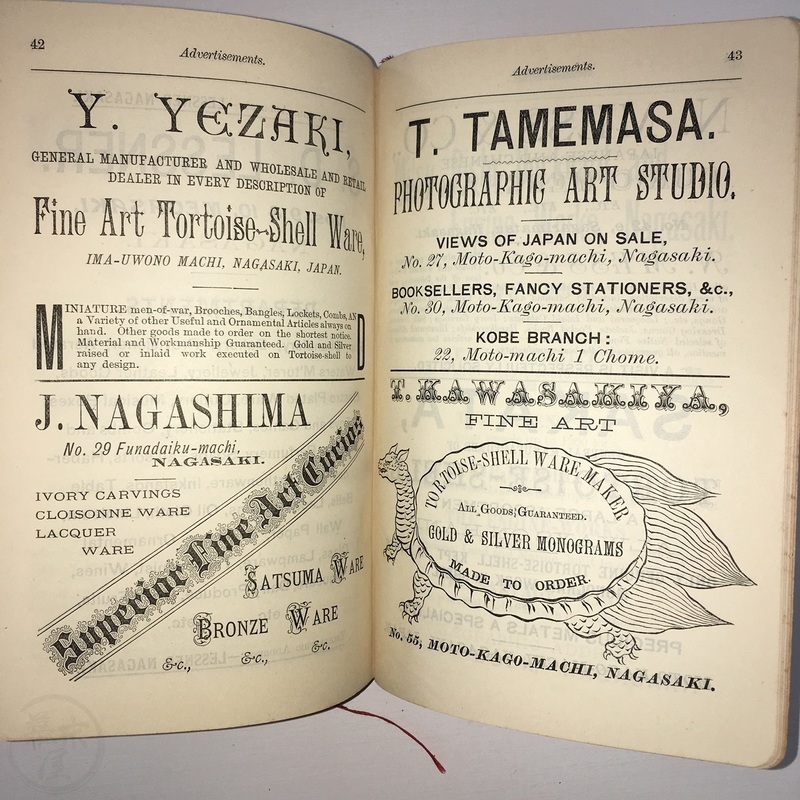 42
Advertisements.
Y. YEZAKI,
GENERAL MANUFACTURER AND WHOLESALE AND RETAIL
DEALER IN EVERY DESCRIPTION OF
Fine Art Tortoise-Shell Ware,
IMA-UWONO MACHI, NAGASAKI, JAPAN.
MINIATURE men-of-war, Brooches, Bangles, Lockets, Combs, AND
a Variety of other Useful and Ornamental Articles always on
hand. Other goods made to order on the shortest notice.
Material and Workmanship Guaranteed. Gold and Silver
raised or inlaid work executed on Tortoise-shell to
any design.
J. NAGASHIMA
No. 29 Funadaiku-machi,
NAGASAKI.
Superior Fine Art Curios
IVORY CARVINGS
CLOISONNE WARE
LACQUER
WARE
SATSUMA WARE
BRONZE WARE
&c., &c., &c.
43
Advertisements.
T. TAMEMASA.
PHOTOGRAPHIC ART STUDIO.
VIEWS OF JAPAN ON SALE,
No. 27, Moto-Kago-machi, Nagasaki.
BOOKSELLERS, FANCY STATIONERS, &c.,
No. 30, Moto-Kago-machi, Nagasaki.
KOBE BRANCH:
22, Moto-machi 1 Chome.
T. KAWASAKIYA,
FINE ART
TORTOISE-SHELL WARE MAKER
ALL GOODS GUARANTEED.
GOLD & SILVER MONOGRAMS
MADE TO ORDER.
No. 55, MOTO-KAGO-MACHI, NAGASAKI.